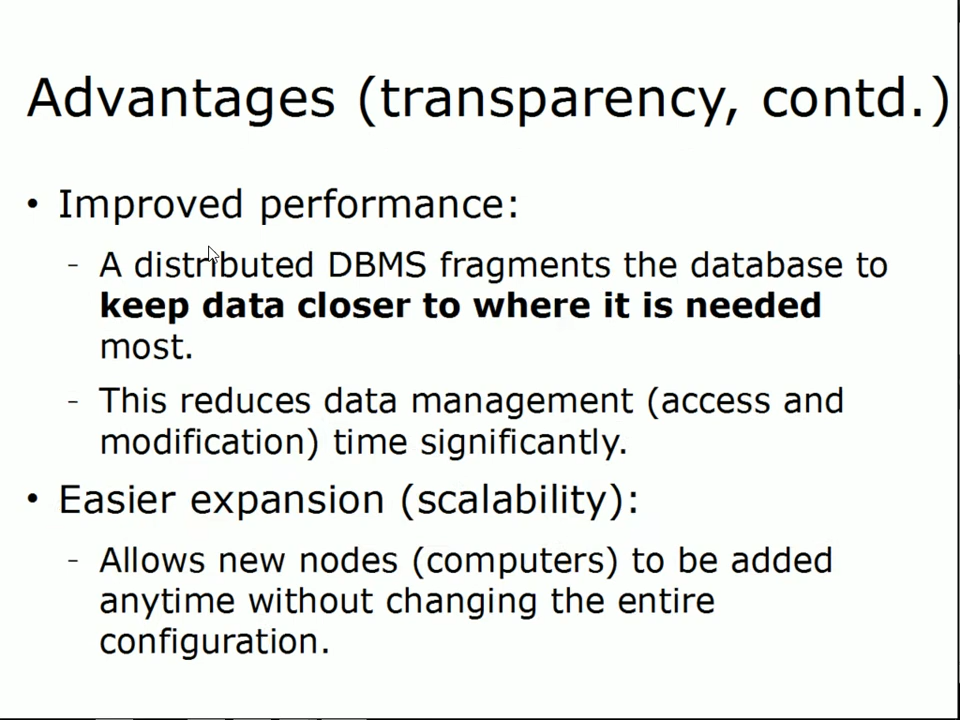 Advantages (transparency, contd.)
• Improved performance:
– A distributed DBMS fragments the database to
keep data closer to where it is needed
most.
– This reduces data management (access and
modification) time significantly.
• Easier expansion (scalability):
– Allows new nodes (computers) to be added
anytime without changing the entire
configuration.